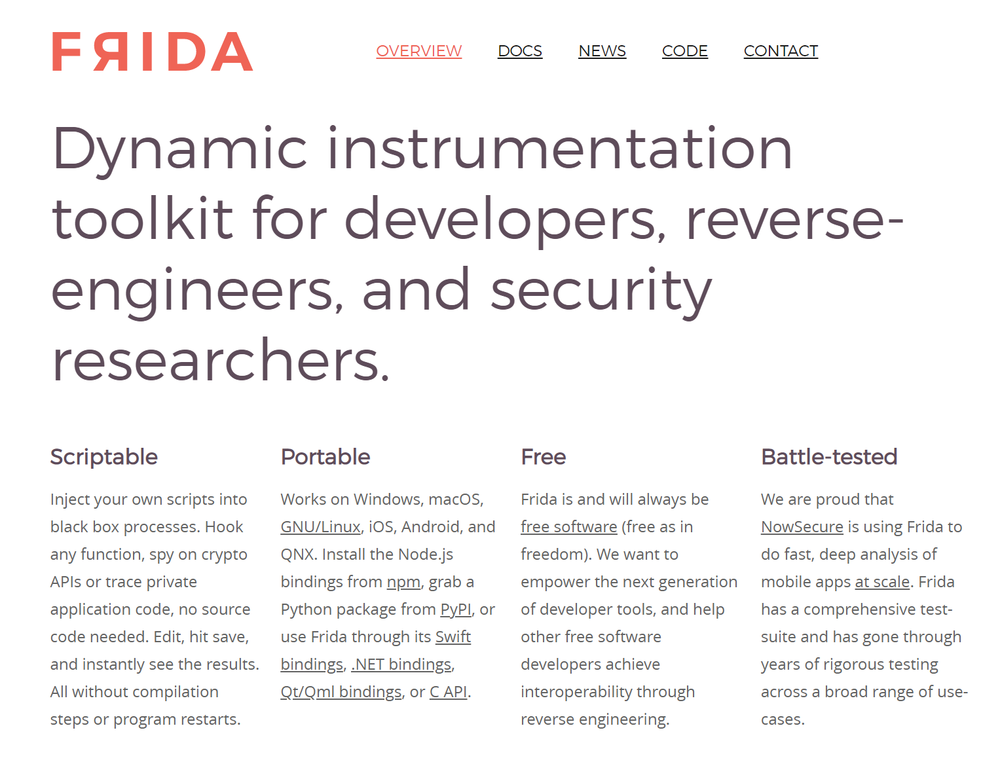 FRIDA
OVERVIEW DOCS NEWS CODE CONTACT
Dynamic instrumentation
toolkit for developers, reverse-
engineers, and security
researchers.
Scriptable
Inject your own scripts into
black box processes. Hook
any function, spy on crypto
APIs or trace private
application code, no source
code needed. Edit, hit save,
and instantly see the results.
All without compilation
steps or program restarts.
Portable
Works on Windows, macOS,
GNU/Linux, iOS, Android, and
QNX. Install the Node.js
bindings from npm, grab a
Python package from PyPI, or
use Frida through its Swift
bindings, .NET bindings,
Qt/Qml bindings, or C API.
Free
Frida is and will always be
free software (free as in
freedom). We want to
empower the next generation
of developer tools, and help
other free software
developers achieve
interoperability through
reverse engineering.
Battle-tested
We are proud that
NowSecure is using Frida to
do fast, deep analysis of
mobile apps at scale. Frida
has a comprehensive test-
suite and has gone through
years of rigorous testing
across a broad range of use-
cases.